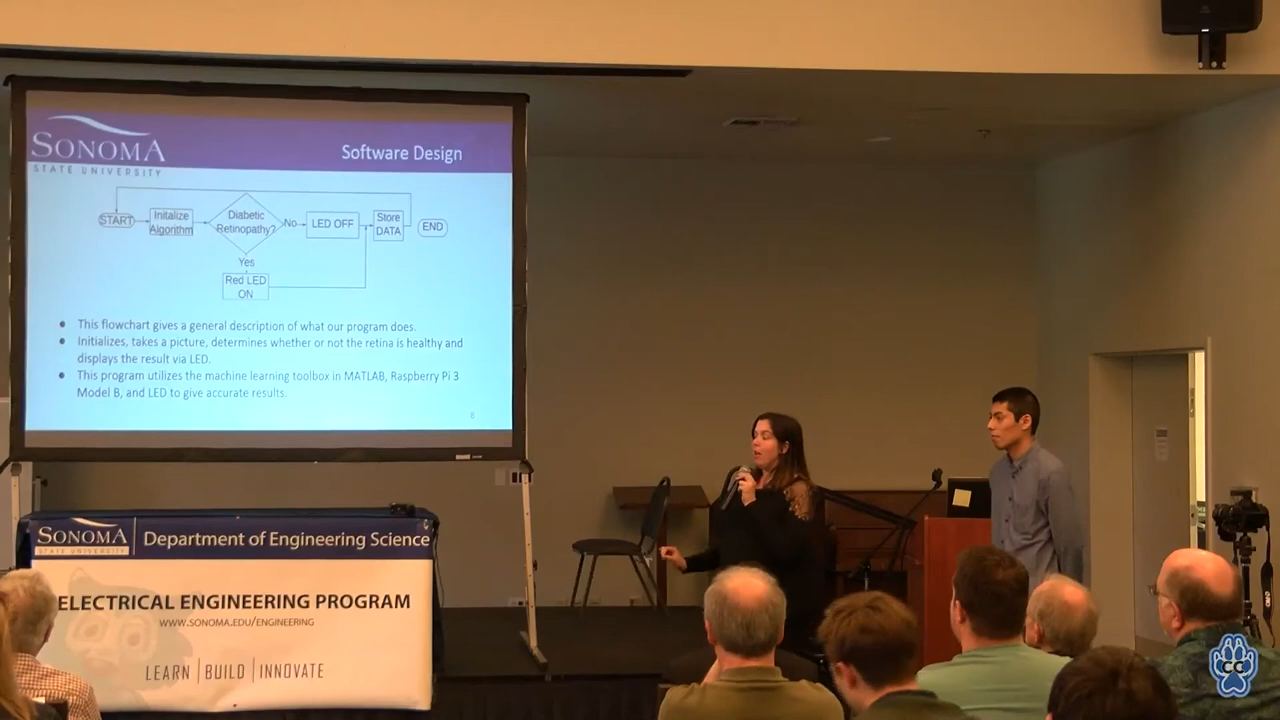 SONOMA
STATE UNIVERSITY
Software Design
START
Initalize
Algorithm
Diabetic
Retinopathy?
No
LED OFF
Store
DATA
END
Yes
Red LED
ON
● This flowchart gives a general description of what our program does.
● Initializes, takes a picture, determines whether or not the retina is healthy and
displays the result via LED.
● This program utilizes the machine learning toolbox in MATLAB, Raspberry Pi 3
Model B, and LED to give accurate results.
8
SONOMA
STATE UNIVERSITY
Department of Engineering Science
ELECTRICAL ENGINEERING PROGRAM
WWW.SONOMA.EDU/ENGINEERING
LEARN | BUILD | INNOVATE
CC